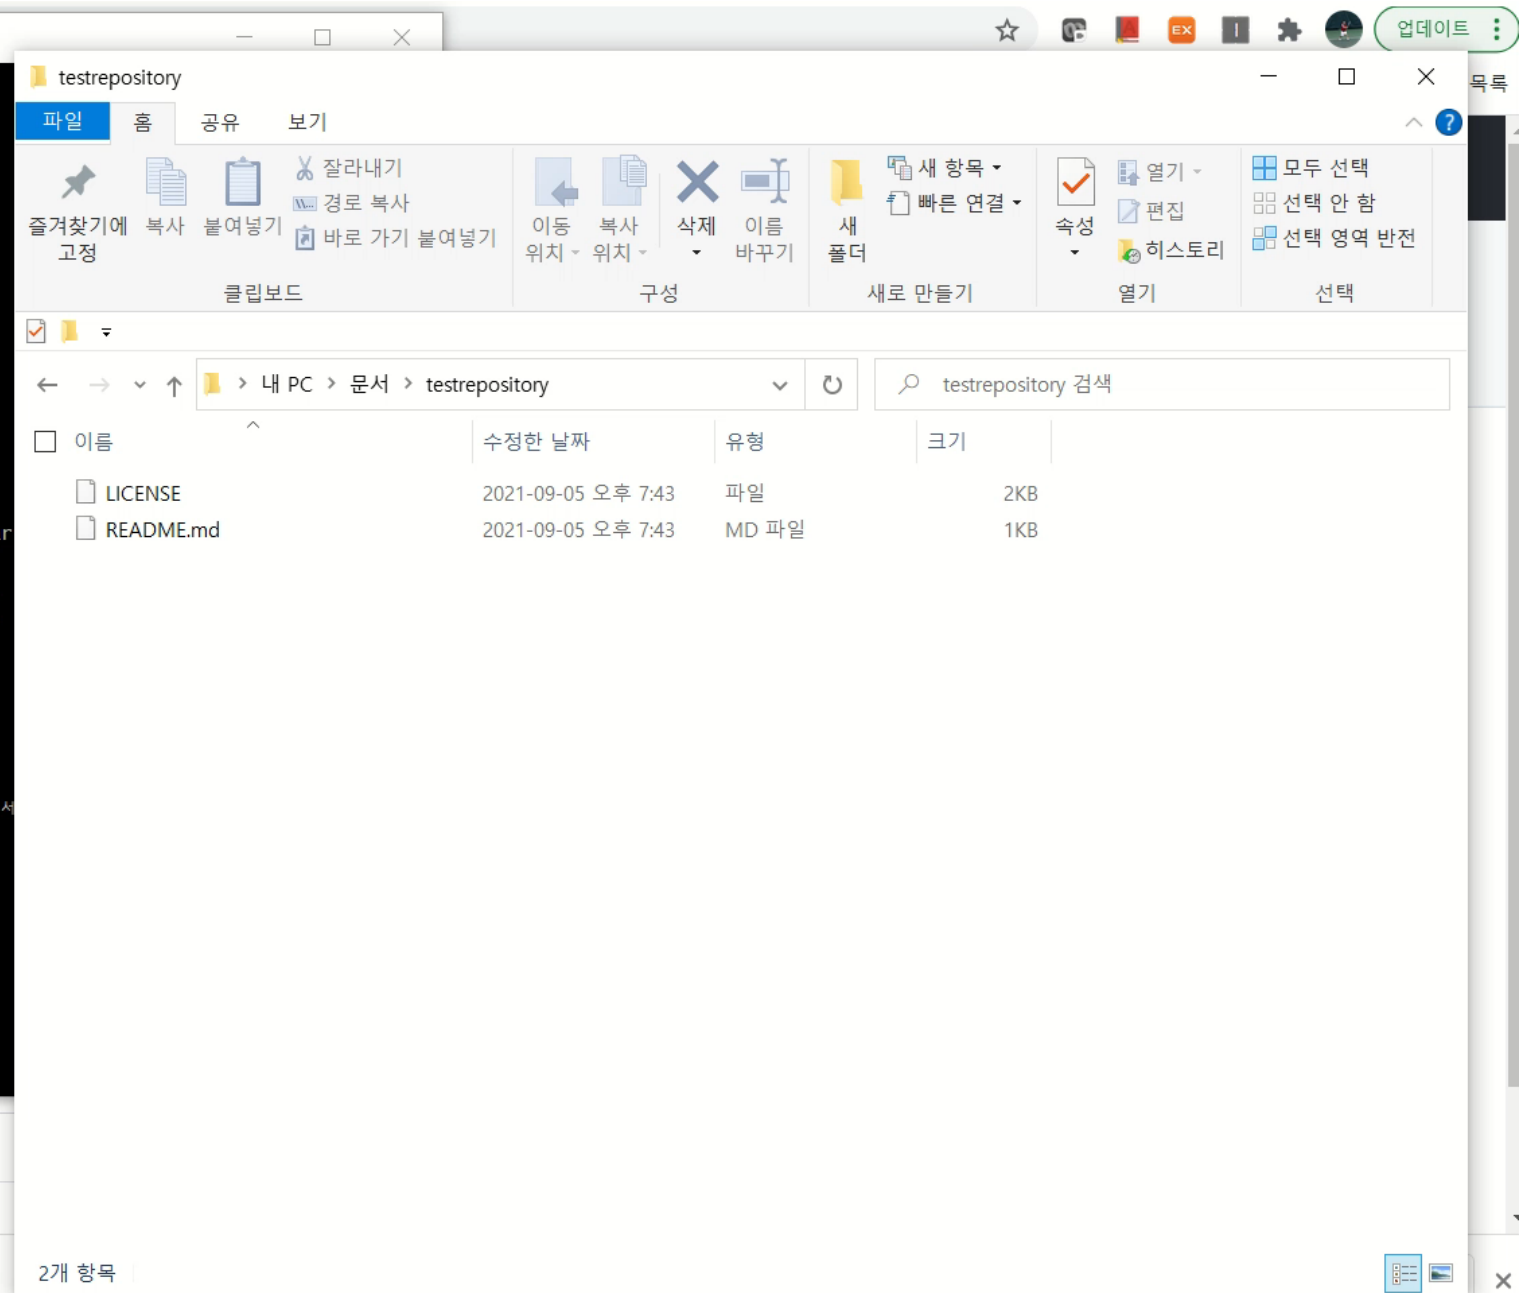 업데이트
목록
testrepository
파일 홈 공유 보기
즐겨찾기에 고정
복사
붙여넣기
잘라내기
경로 복사
바로 가기 붙여넣기
클립보드
이동 위치
복사 위치
삭제
이름 바꾸기
구성
새 폴더
새 항목
빠른 연결
새로 만들기
속성
열기
편집
히스토리
열기
모두 선택
선택 안 함
선택 영역 반전
선택
내 PC > 문서 > testrepository
testrepository 검색
이름 수정한 날짜 유형 크기
LICENSE 2021-09-05 오후 7:43 파일 2KB
README.md 2021-09-05 오후 7:43 MD 파일 1KB
2개 항목